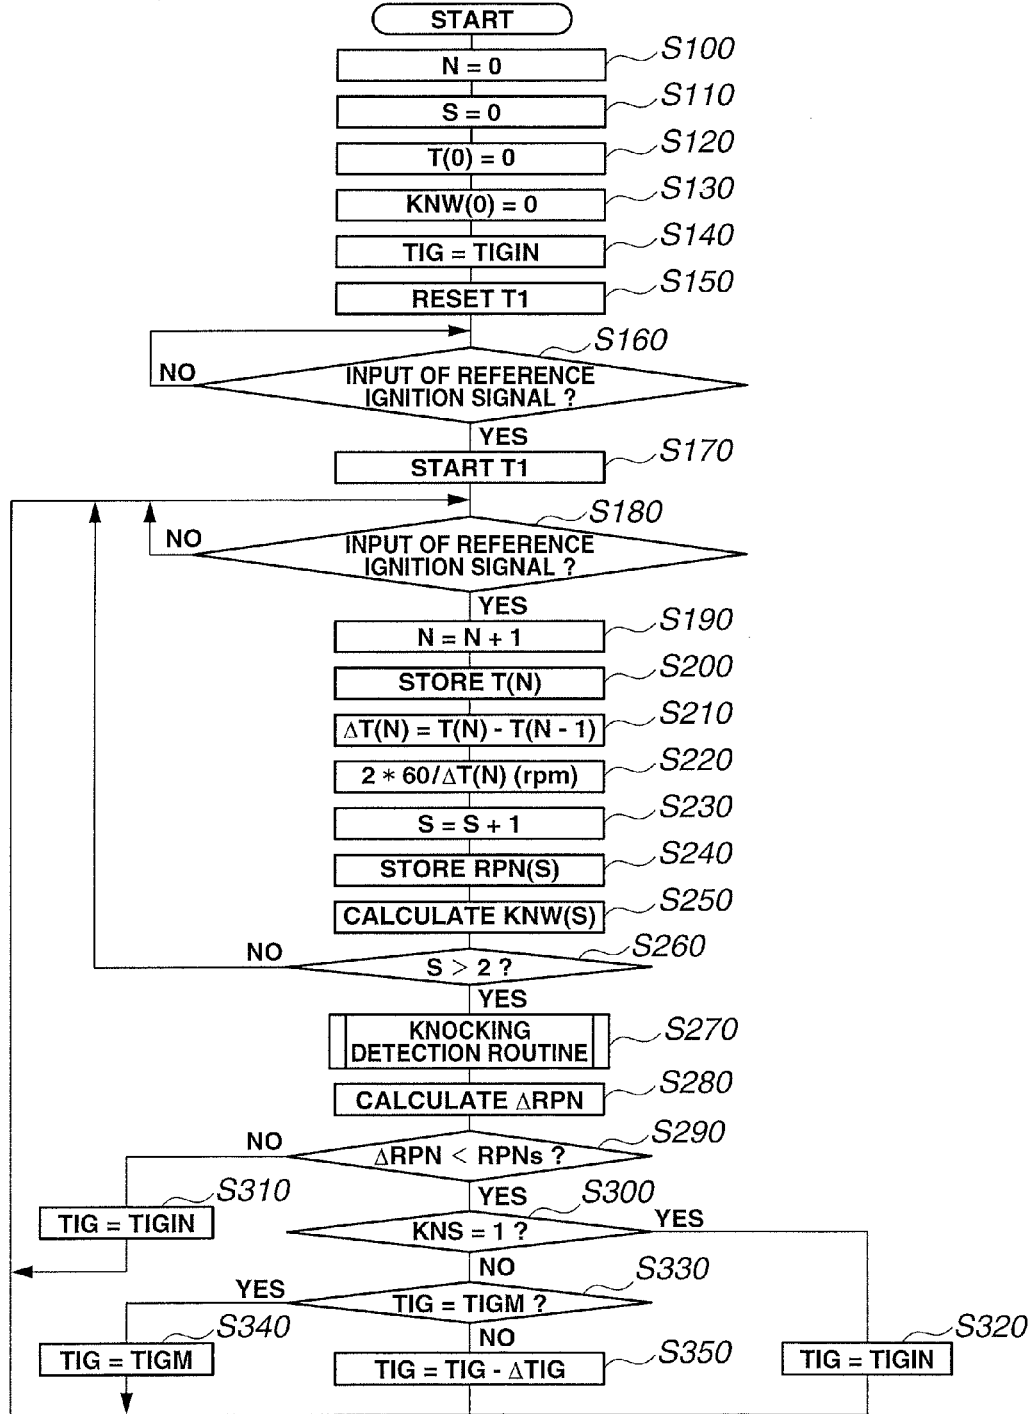 START
N = 0
S100
S = 0
S110
T(0) = 0
S120
KNW(0) = 0
S130
TIG = TIGIN
S140
RESET T1
S150
S160
NO
INPUT OF REFERENCE
IGNITION SIGNAL ?
YES
START T1
S170
S180
NO
INPUT OF REFERENCE
IGNITION SIGNAL ?
YES
N = N + 1
S190
STORE T(N)
S200
ΔT(N) = T(N) - T(N - 1)
S210
2 * 60/ΔT(N) (rpm)
S220
S = S + 1
S230
STORE RPN(S)
S240
CALCULATE KNW(S)
S250
NO
S > 2 ?
S260
YES
KNOCKING
DETECTION ROUTINE
S270
CALCULATE ΔRPN
S280
NO
ΔRPN < RPNs ?
S290
YES
S310
TIG = TIGIN
S300
KNS = 1 ?
YES
NO
YES
TIG = TIGM ?
S330
S340
TIG = TIGM
NO
TIG = TIG - ΔTIG
S350
S320
TIG = TIGIN